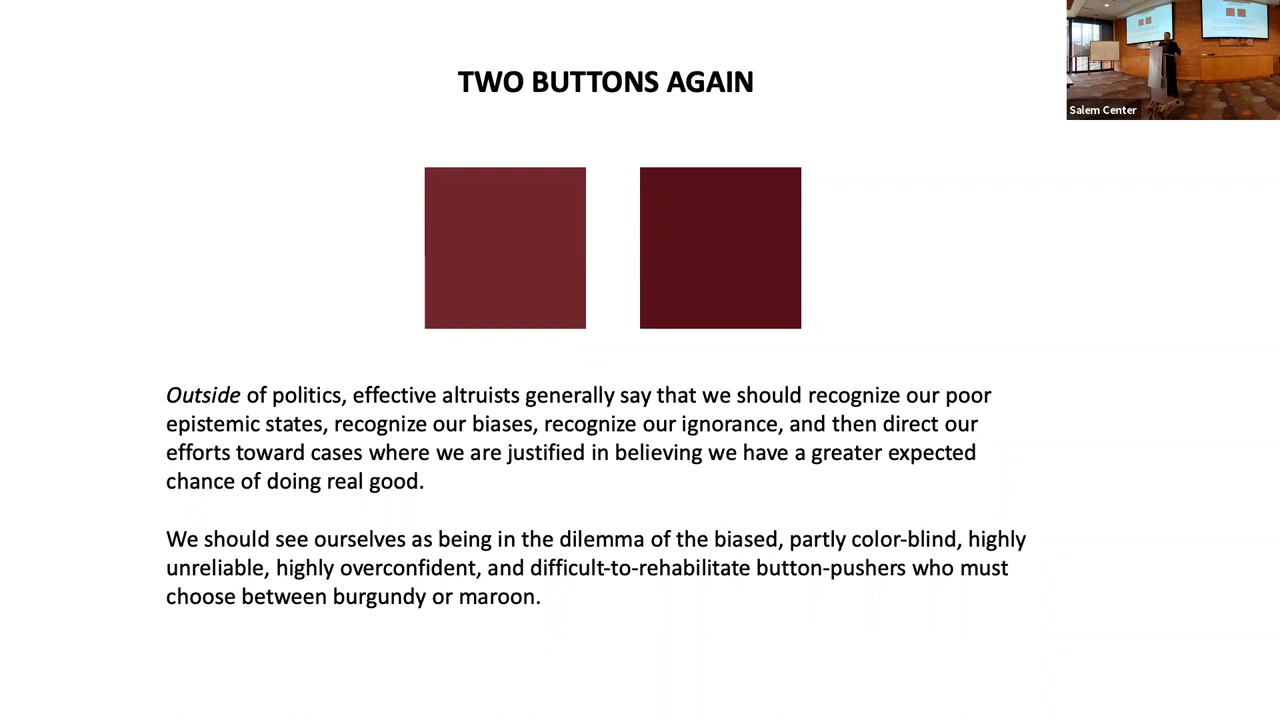 TWO BUTTONS AGAIN
Salem Center
Outside of politics, effective altruists generally say that we should recognize our poor
epistemic states, recognize our biases, recognize our ignorance, and then direct our
efforts toward cases where we are justified in believing we have a greater expected
chance of doing real good.
We should see ourselves as being in the dilemma of the biased, partly color-blind, highly
unreliable, highly overconfident, and difficult-to-rehabilitate button-pushers who must
choose between burgundy or maroon.